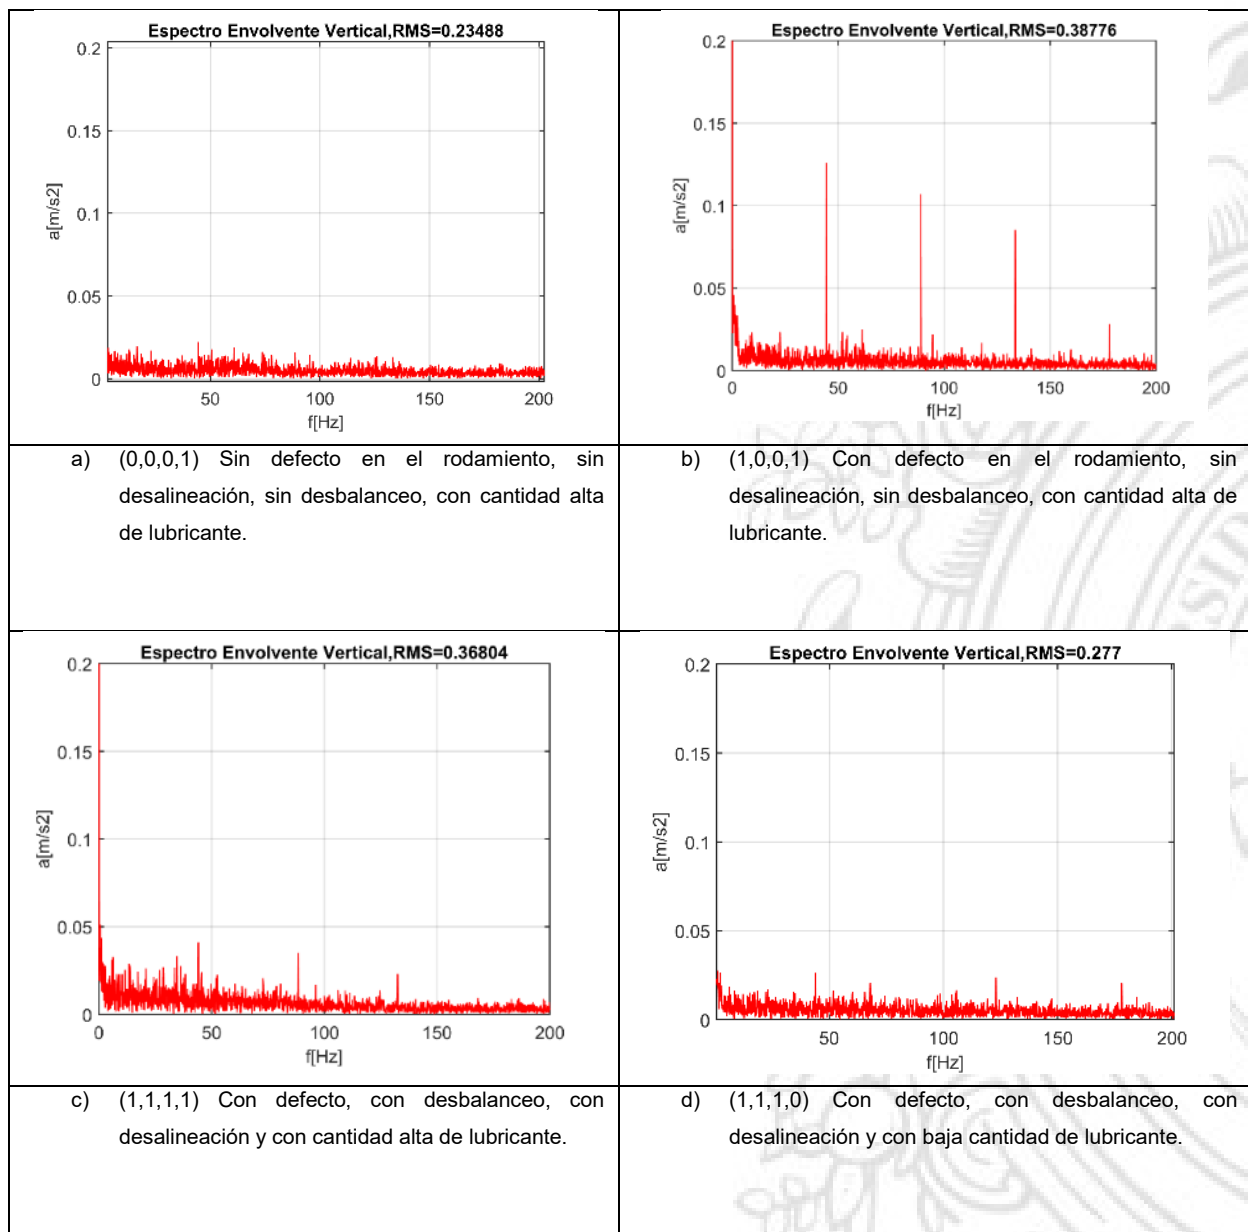 Espectro Envolvente Vertical,RMS=0.23488
0.2
0.15
0.1
0.05
0
a[m/s2]
50 100 150 200
f[Hz]
Espectro Envolvente Vertical,RMS=0.38776
0.2
0.15
0.1
0.05
0
a[m/s2]
0 50 100 150 200
f[Hz]
a) (0,0,0,1) Sin defecto en el rodamiento, sin
desalineación, sin desbalanceo, con cantidad alta
de lubricante.
b) (1,0,0,1) Con defecto en el rodamiento, sin
desalineación, sin desbalanceo, con cantidad alta de
lubricante.
Espectro Envolvente Vertical,RMS=0.36804
0.2
0.15
0.1
0.05
0
a[m/s2]
0 50 100 150 200
f[Hz]
Espectro Envolvente Vertical,RMS=0.277
0.2
0.15
0.1
0.05
0
a[m/s2]
50 100 150 200
f[Hz]
c) (1,1,1,1) Con defecto, con desbalanceo, con
desalineación y con cantidad alta de lubricante.
d) (1,1,1,0) Con defecto, con desbalanceo, con
desalineación y con baja cantidad de lubricante.